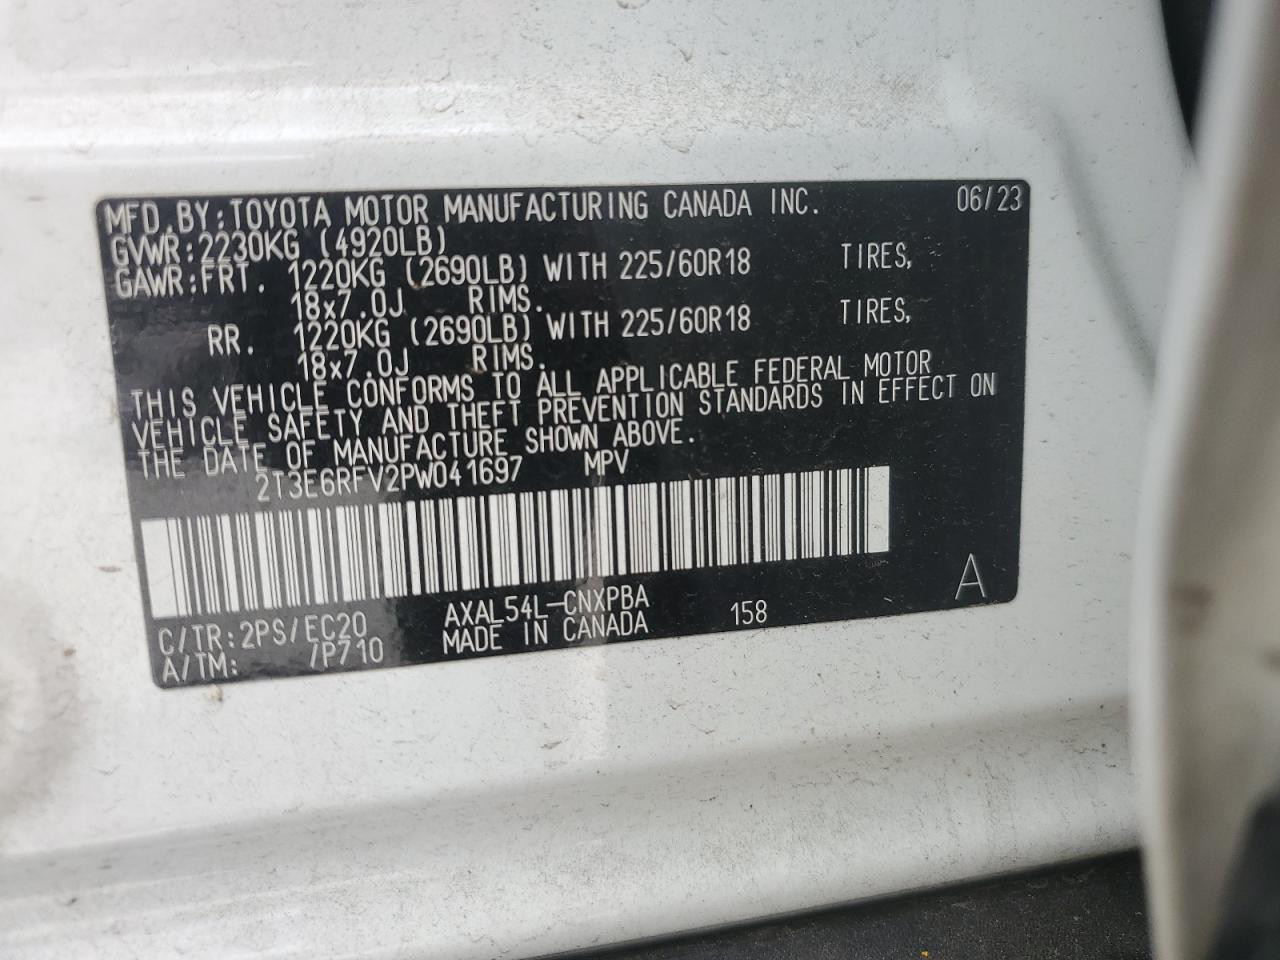 MFD.BY:TOYOTA MOTOR MANUFACTURING CANADA INC. 06/23
GVWR:2230KG (4920LB)
GAWR:FRT. 1220KG (2690LB) WITH 225/60R18 TIRES,
18x7.0J RIMS.
RR. 1220KG (2690LB) WITH 225/60R18 TIRES,
18x7.0J RIMS.
THIS VEHICLE CONFORMS TO ALL APPLICABLE FEDERAL MOTOR
VEHICLE SAFETY AND THEFT PREVENTION STANDARDS IN EFFECT ON
THE DATE OF MANUFACTURE SHOWN ABOVE.
2T3E6RFV2PW041697 MPV
C/TR:2PS/EC20 AXAL54L-CNXPBA 158 A
A/TM: /P710 MADE IN CANADA